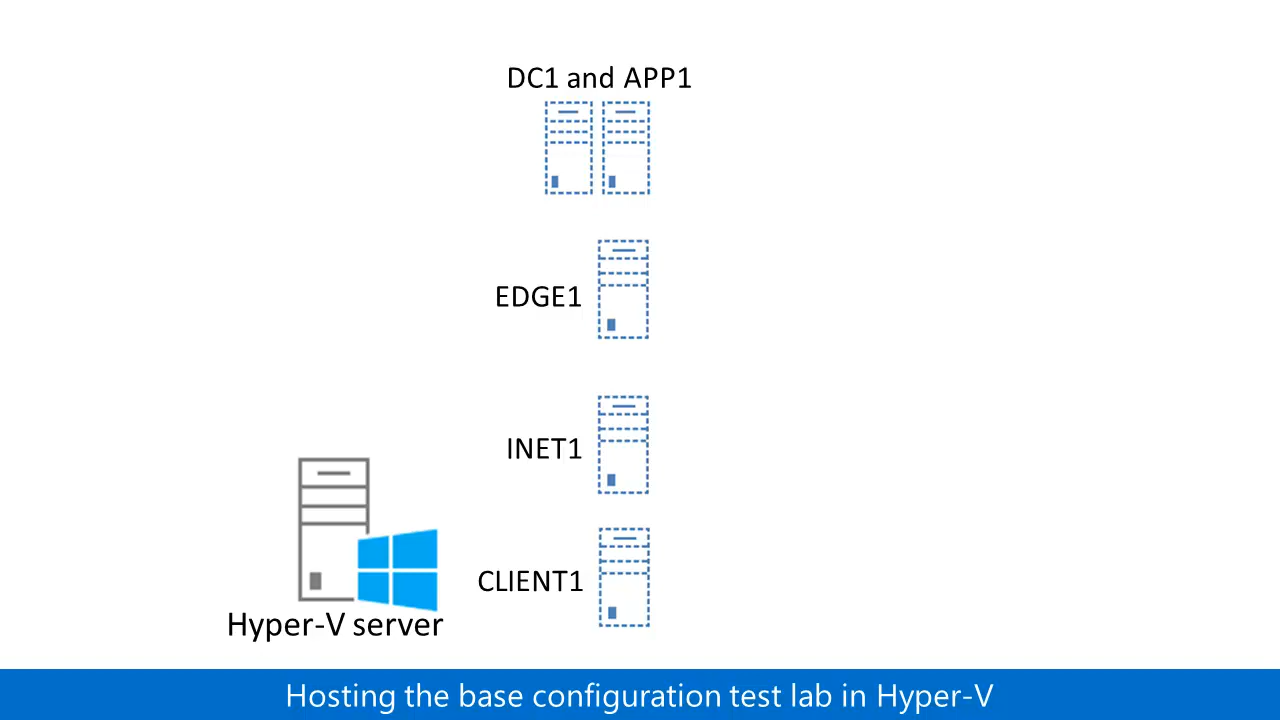 DC1 and APP1
EDGE1
INET1
CLIENT1
Hyper-V server
Hosting the base configuration test lab in Hyper-V